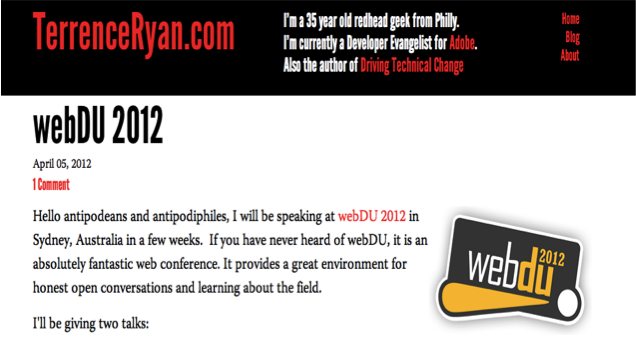 TerrenceRyan.com
I'm a 35 year old redhead geek from Philly.
I'm currently a Developer Evangelist for Adobe.
Also the author of Driving Technical Change
Home
Blog
About
webDU 2012
April 05, 2012
1 Comment
Hello antipodeans and antipodiphiles, I will be speaking at webDU 2012 in
Sydney, Australia in a few weeks. If you have never heard of webDU, it is an
absolutely fantastic web conference. It provides a great environment for
honest open conversations and learning about the field.
I'll be giving two talks:
webdu 2012